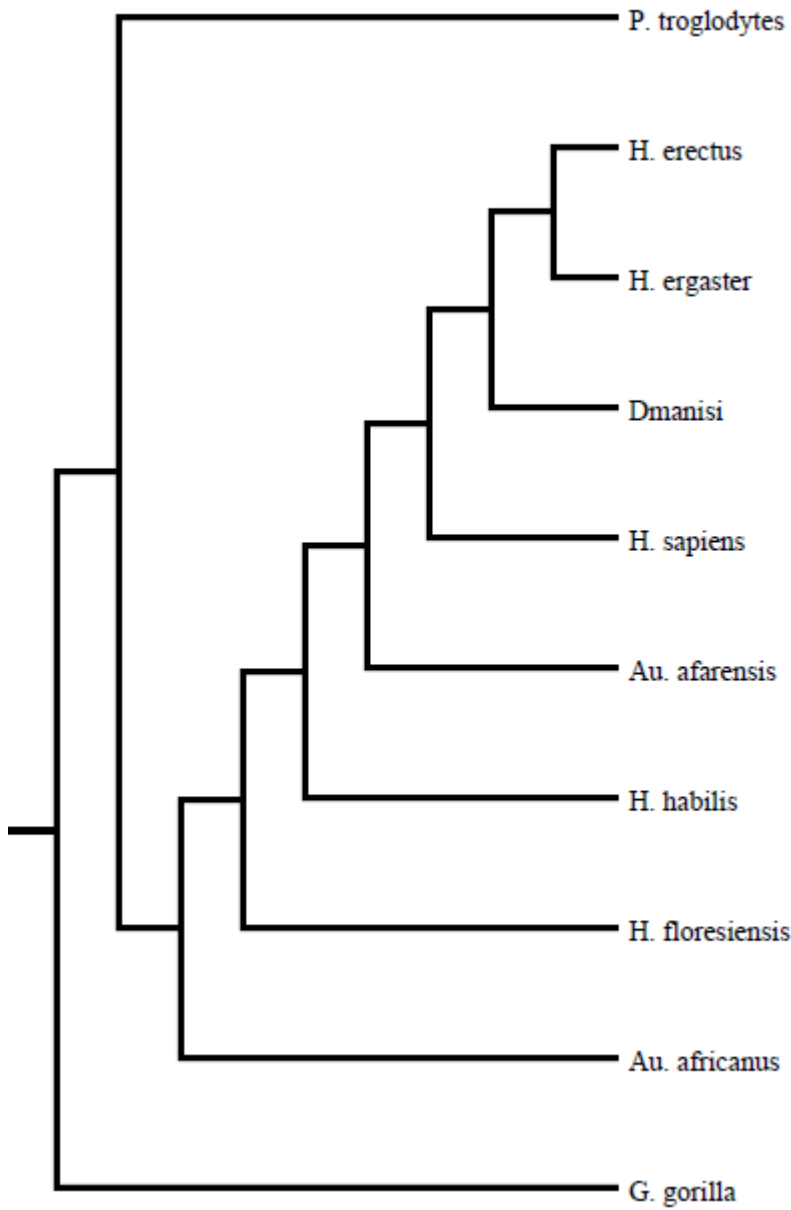 P. troglodytes
H. erectus
H. ergaster
Dmanisi
H. sapiens
Au. afarensis
H. habilis
H. floresiensis
Au. africanus
G. gorilla